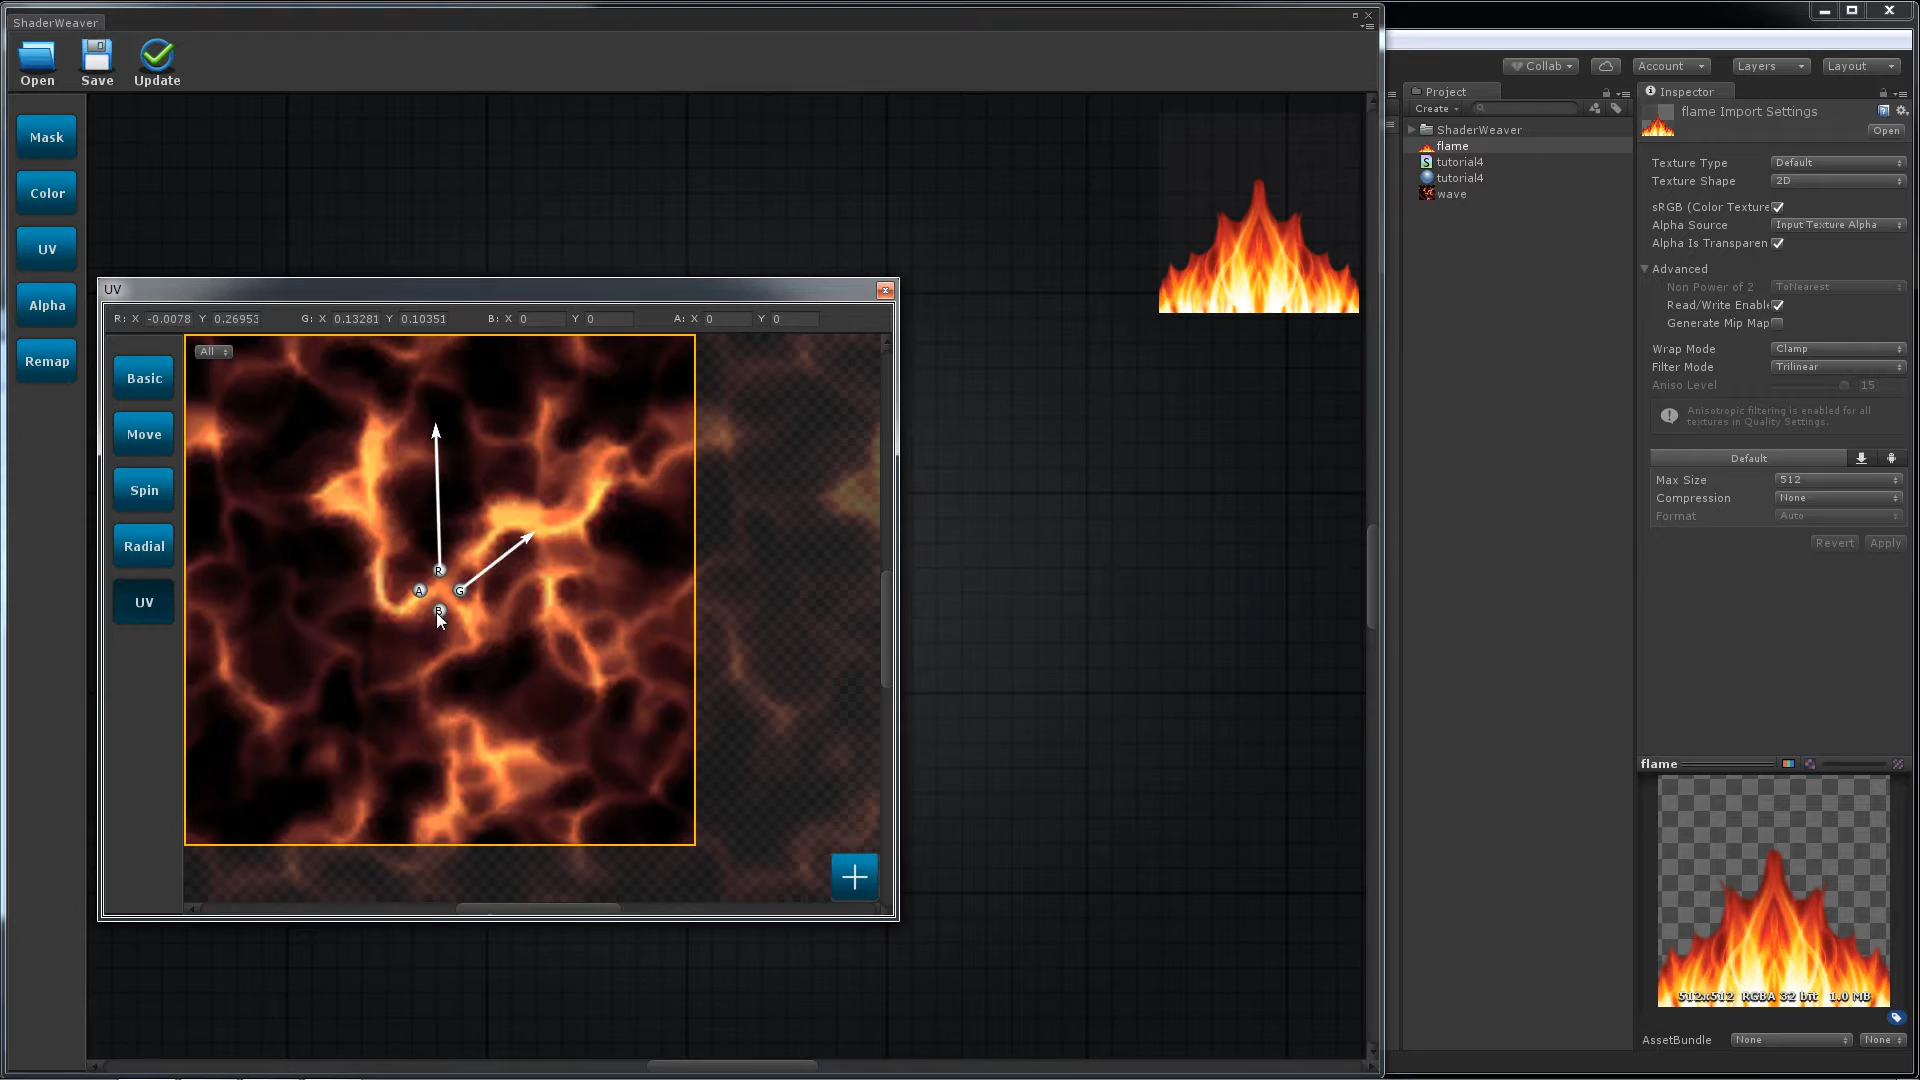 ShaderWeaver
Open
Save
Update
Mask
Color
UV
Alpha
Remap
UV
R: X -0.0078 Y 0.26953 G: X 0.13281 Y 0.10351 B: X 0 Y 0 A: X 0 Y 0
All
Basic
Move
Spin
Radial
UV
R
A
G
B
Collab
Account
Layers
Layout
Project
Create
ShaderWeaver
flame
tutorial4
tutorial4
wave
Inspector
flame Import Settings
Open
Texture Type Default
Texture Shape 2D
sRGB (Color Texture
Alpha Source Input Texture Alpha
Alpha Is Transparen
Advanced
Non Power of 2 ToNearest
Read/Write Enabl
Generate Mip Map
Wrap Mode Clamp
Filter Mode Trilinear
Aniso Level 15
Anisotropic filtering is enabled for all
textures in Quality Settings.
Default
Max Size 512
Compression None
Format Auto
Revert
Apply
flame
512x512 RGBA 32 bit 1.0 MB
AssetBundle None None